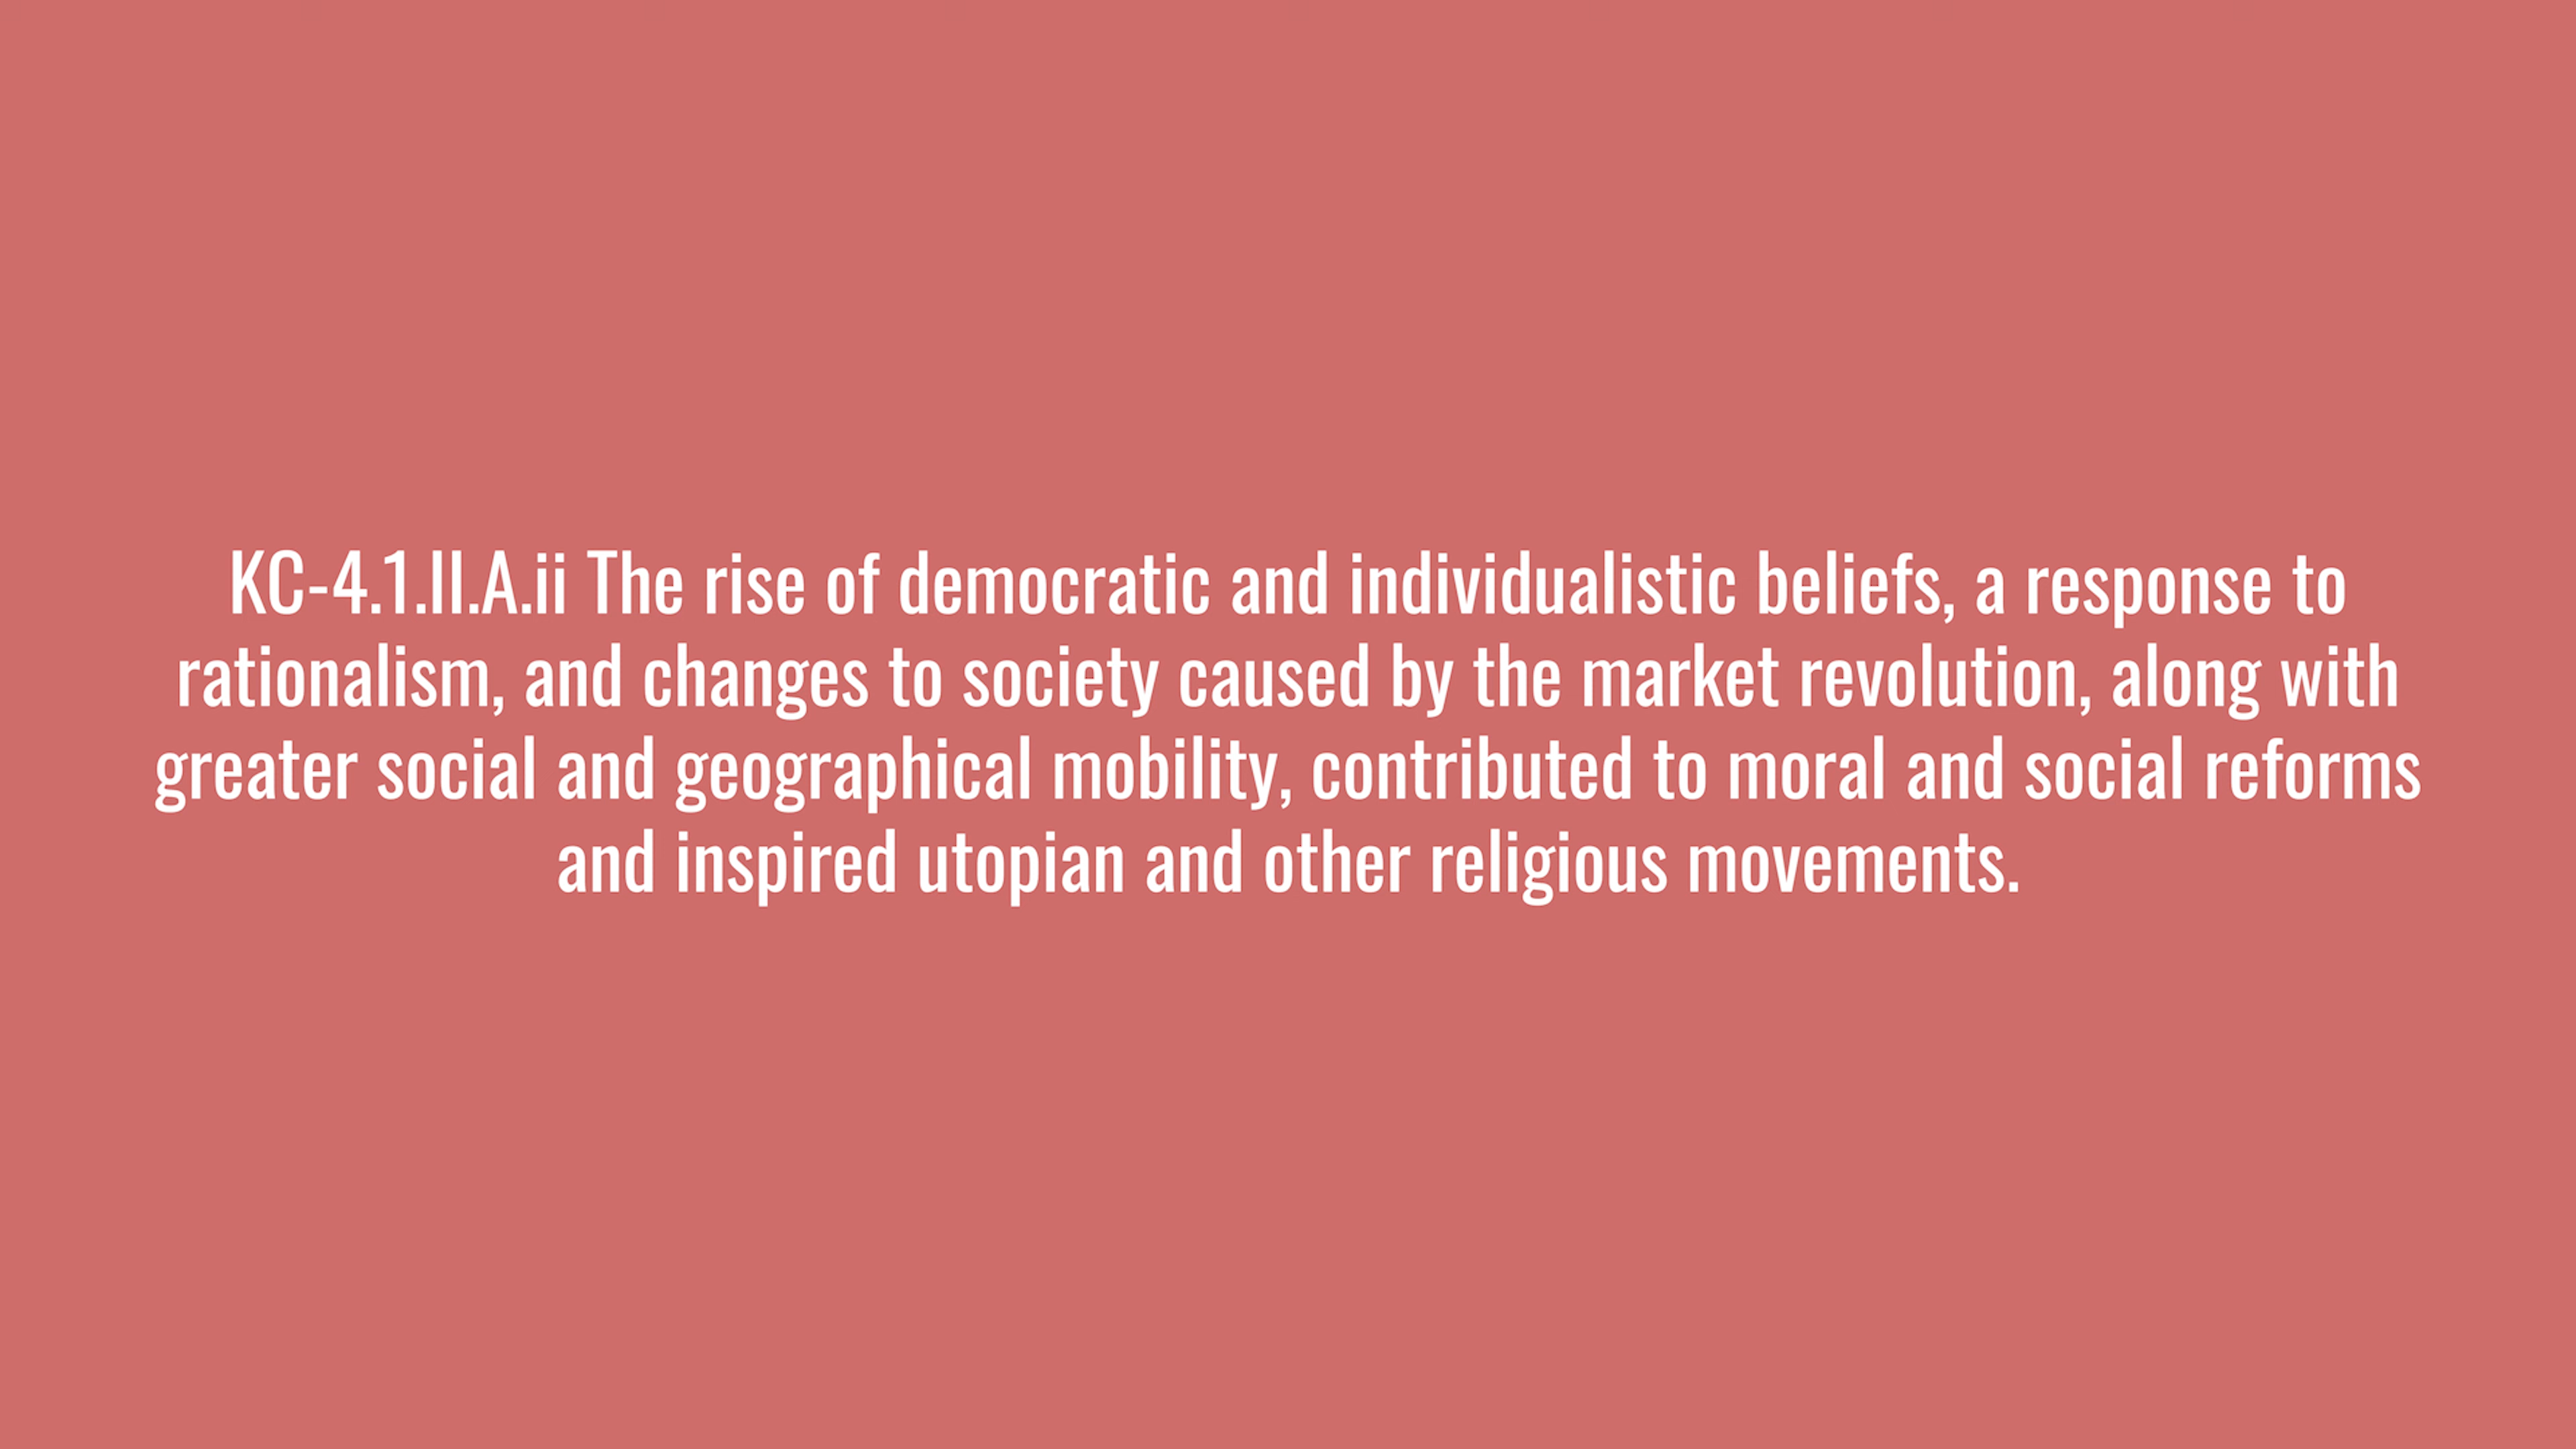 KC-4.1.II.A.ii The rise of democratic and individualistic beliefs, a response to
rationalism, and changes to society caused by the market revolution, along with
greater social and geographical mobility, contributed to moral and social reforms
and inspired utopian and other religious movements.